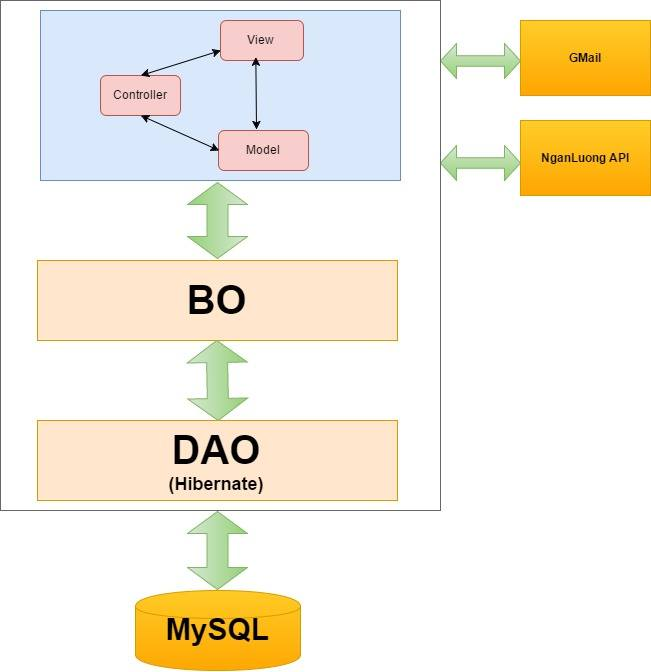 View
GMail
Controller
Model
NganLuong API
BO
DAO
(Hibernate)
MySQL